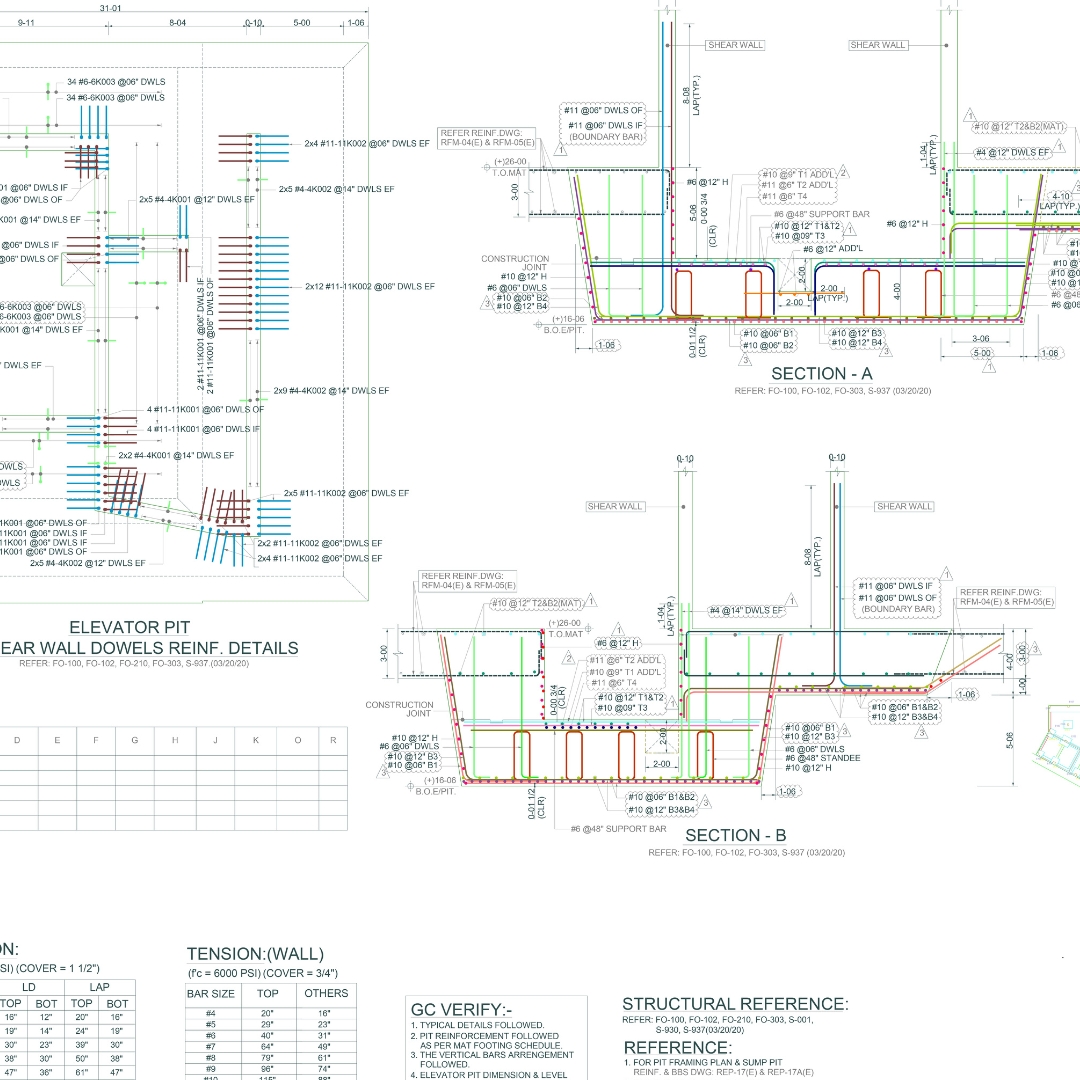 31-01
9-11
8-04
0-10
5-00
1-06
34 #6-6K003 @06" DWLS
34 #6-6K003 @06" DWLS
2x4 #11-11K002 @06" DWLS EF
2x5 #4-4K002 @14" DWLS EF
01 @06" DWLS IF
@06" DWLS OF
2x5 #4-4K001 @12" DWLS EF
K001 @14" DWLS EF
@06" DWLS IF
@06" DWLS OF
2 #11-11K001 @06" DWLS IF
2 #11-11K001 @06" DWLS OF
2x12 #11-11K002 @06" DWLS EF
6-6K003 @06" DWLS
6-6K003 @06" DWLS
K001 @14" DWLS EF
DWLS EF
2x9 #4-4K002 @14" DWLS EF
4 #11-11K001 @06" DWLS OF
4 #11-11K001 @06" DWLS IF
2x2 #4-4K001 @14" DWLS EF
DWLS
DWLS
2x5 #11-11K002 @06" DWLS EF
1K001 @06" DWLS OF
11K001 @06" DWLS IF
11K001 @06" DWLS IF
1K001 @06" DWLS OF
2x5 #4-4K002 @12" DWLS EF
2x2 #11-11K002 @06" DWLS EF
2x4 #11-11K002 @06" DWLS EF
ELEVATOR PIT
EAR WALL DOWELS REINF. DETAILS
REFER: FO-100, FO-102, FO-210, FO-303, S-937 (03/20/20)
SHEAR WALL
SHEAR WALL
8-08
LAP(TYP.)
#11 @06" DWLS OF
#11 @06" DWLS IF
(BOUNDARY BAR)
REFER REINF.DWG:
RFM-04(E) & RFM-05(E)
1
(+)26-00
T.O.MAT
3-00
#6 @12" H
5-06
0-00 3/4
(CLR)
#10 @9" T1 ADD'L
#11 @6" T2 ADD'L
#11 @6" T4
2
#6 @48" SUPPORT BAR
#10 @12" T1&T2
#10 @09" T3
1
#6 @12" ADD'L
1
#10 @12" T2&B2(MAT)
#4 @12" DWLS EF
1
1-04
LAP(TYP.)
4-10
LAP(TYP.)
#6 @12" H
CONSTRUCTION
JOINT
#10 @12" H
#6 @06" DWLS
#10 @06" B2
#10 @12" B4
3
(+)16-06
B.O.E/PIT.
1-06
2-00
2-00
2-00
LAP(TYP.)
4-00
0-01 1/2
(CLR)
#10 @06" B1
#10 @06" B2
3
#10 @12" B3
#10 @12" B4
3
3-06
5-00
1-06
1
SECTION - A
REFER: FO-100, FO-102, FO-303, S-937 (03/20/20)
0-10
0-10
SHEAR WALL
SHEAR WALL
8-08
LAP(TYP.)
REFER REINF.DWG:
RFM-04(E) & RFM-05(E)
#10 @12" T2&B2(MAT)
1
(+)26-00
T.O.MAT
1
#6 @12" H
1-04
LAP(TYP.)
#4 @14" DWLS EF
1
#11 @06" DWLS IF
#11 @06" DWLS OF
(BOUNDARY BAR)
1
REFER REINF.DWG:
RFM-04(E) & RFM-05(E)
3-00
2
#11 @6" T2 ADD'L
#10 @9" T1 ADD'L
#11 @6" T4
0-00 3/4
(CLR)
#10 @12" T1&T2
#10 @09" T3
1
4-00
3-00
1-00
3
1-06
CONSTRUCTION
JOINT
#10 @12" H
#6 @06" DWLS
#10 @12" B3
#10 @06" B1
3
(+)16-06
B.O.E/PIT.
2-00
2-00
#10 @06" B1
#10 @12" B3
3
#6 @06" DWLS
#6 @48" STANDEE
#10 @12" H
#10 @06" B1&B2
#10 @12" B3&B4
3
5-06
1-06
0-01 1/2
(CLR)
#10 @06" B1&B2
#10 @12" B3&B4
3
#6 @48" SUPPORT BAR
SECTION - B
REFER: FO-100, FO-102, FO-303, S-937 (03/20/20)
D E F G H J K O R
ON:
SI) (COVER = 1 1/2")
LD LAP
TOP BOT TOP BOT
16" 12" 20" 16"
19" 14" 24" 19"
30" 23" 39" 30"
38" 30" 50" 38"
47" 36" 61" 47"
TENSION:(WALL)
(f'c = 6000 PSI) (COVER = 3/4")
BAR SIZE TOP OTHERS
#4 20" 16"
#5 29" 23"
#6 40" 31"
#7 64" 49"
#8 79" 61"
#9 96" 74"
#10 115" 88"
GC VERIFY:-
1. TYPICAL DETAILS FOLLOWED.
2. PIT REINFORCEMENT FOLLOWED
AS PER MAT FOOTING SCHEDULE.
3. THE VERTICAL BARS ARRENGEMENT
FOLLOWED.
4. ELEVATOR PIT DIMENSION & LEVEL
STRUCTURAL REFERENCE:
REFER: FO-100, FO-102, FO-210, FO-303, S-001,
S-930, S-937(03/20/20)
REFERENCE:
1. FOR PIT FRAMING PLAN & SUMP PIT
REINF. & BBS DWG: REP-17(E) & REP-17A(E)